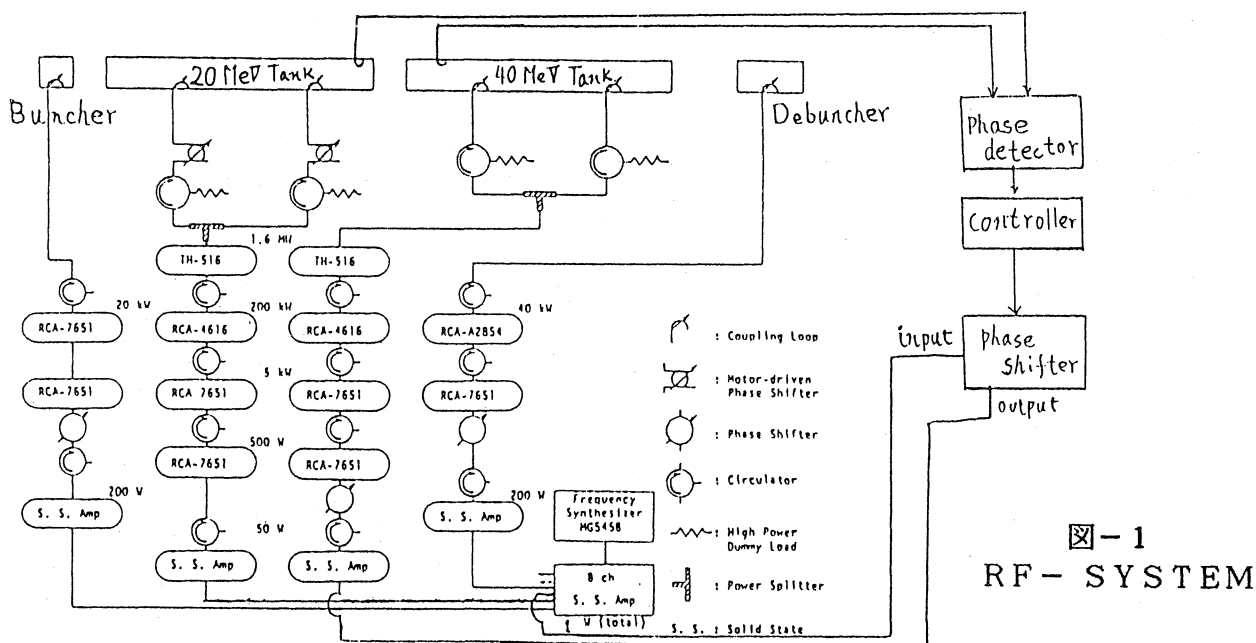 20 MeV Tank
40 MeV Tank
Buncher
Debuncher
Phase
detector
Controller
phase
shifter
input
output
1.6 MW
TH-516
TH-516
20 kW
200 kW
40 kW
RCA-7651
RCA-4616
RCA-4616
RCA-A2854
5 kW
RCA-7651
RCA 7651
RCA-7651
RCA-7651
500 W
RCA-7651
RCA-7651
200 W
200 W
S. S. Amp
S. S. Amp
50 W
S. S. Amp
S. S. Amp
Frequency
Synthesizer
MG545B
8 ch
S. S. Amp
1 W (total)
: Coupling Loop
: Motor-driven
Phase Shifter
: Phase Shifter
: Circulator
: High Power
Dummy Load
: Power Splitter
S. S. : Solid State
図-1
RF- SYSTEM